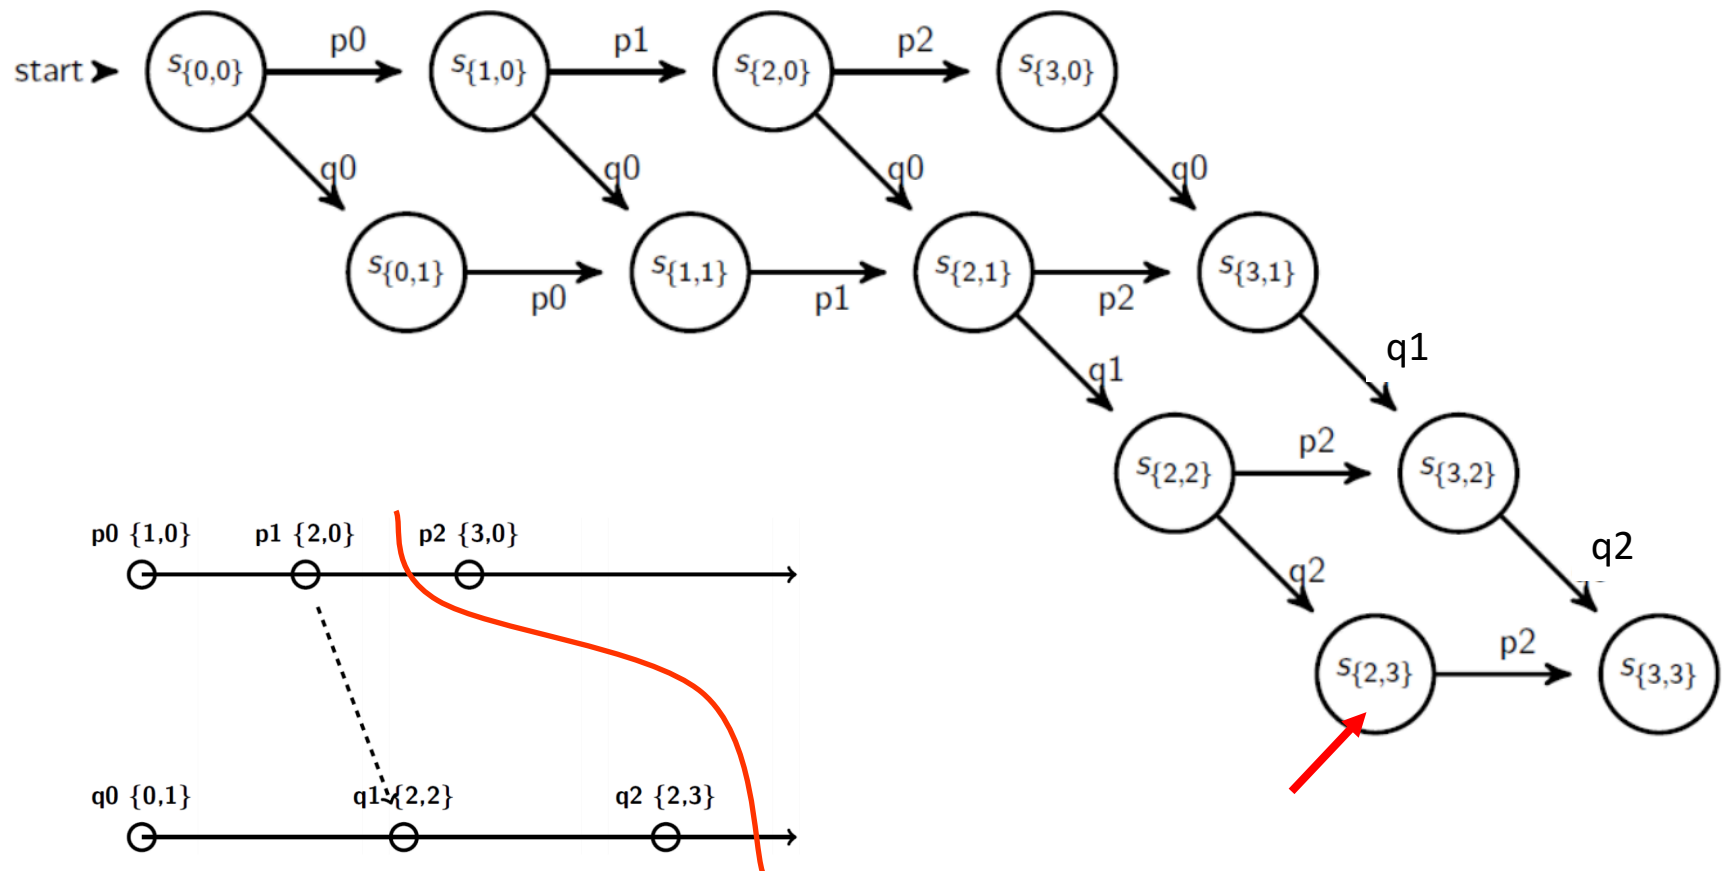 p0 p1 p2
start S{0,0} S{1,0} S{2,0} S{3,0}
q0 q0 q0 q0
S{0,1} S{1,1} S{2,1} S{3,1}
p0 p1 p2
q1 q1
p2
S{2,2} S{3,2}
p0 {1,0} p1 {2,0} p2 {3,0}
q2 q2
p2
S{2,3} S{3,3}
q0 {0,1} q1 {2,2} q2 {2,3}